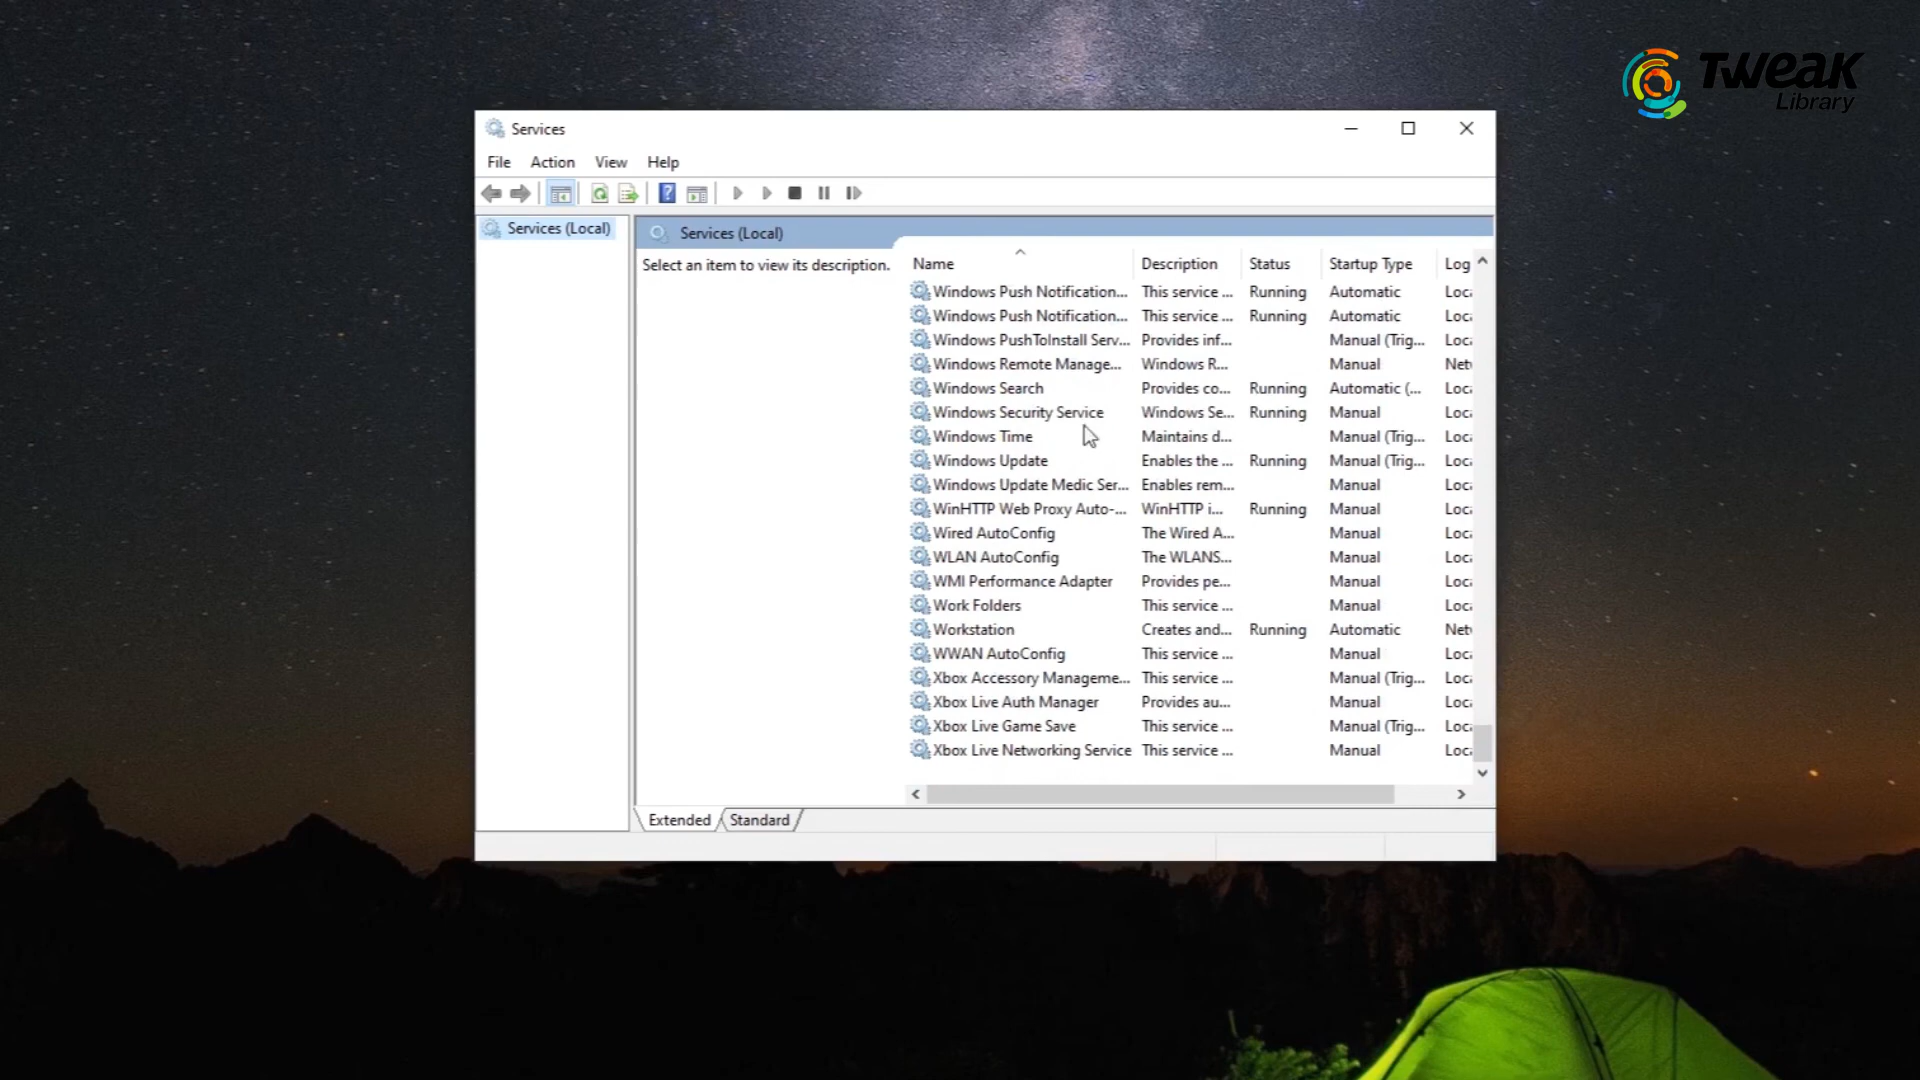 Tweak
Library
Services
File Action View Help
Services (Local)
Services (Local)
Select an item to view its description.
Name Description Status Startup Type Log
Windows Push Notification... This service ... Running Automatic Loc
Windows Push Notification... This service ... Running Automatic Loc
Windows PushToInstall Serv... Provides inf... Manual (Trig... Loc
Windows Remote Manage... Windows R... Manual Net
Windows Search Provides co... Running Automatic (... Loc
Windows Security Service Windows Se... Running Manual Loc
Windows Time Maintains d... Manual (Trig... Loc
Windows Update Enables the ... Running Manual (Trig... Loc
Windows Update Medic Ser... Enables rem... Manual Loc
WinHTTP Web Proxy Auto-... WinHTTP i... Running Manual Loc
Wired AutoConfig The Wired A... Manual Loc
WLAN AutoConfig The WLANS... Manual Loc
WMI Performance Adapter Provides pe... Manual Loc
Work Folders This service ... Manual Loc
Workstation Creates and... Running Automatic Net
WWAN AutoConfig This service ... Manual Loc
Xbox Accessory Manageme... This service ... Manual (Trig... Loc
Xbox Live Auth Manager Provides au... Manual Loc
Xbox Live Game Save This service ... Manual (Trig... Loc
Xbox Live Networking Service This service ... Manual Loc
Extended Standard